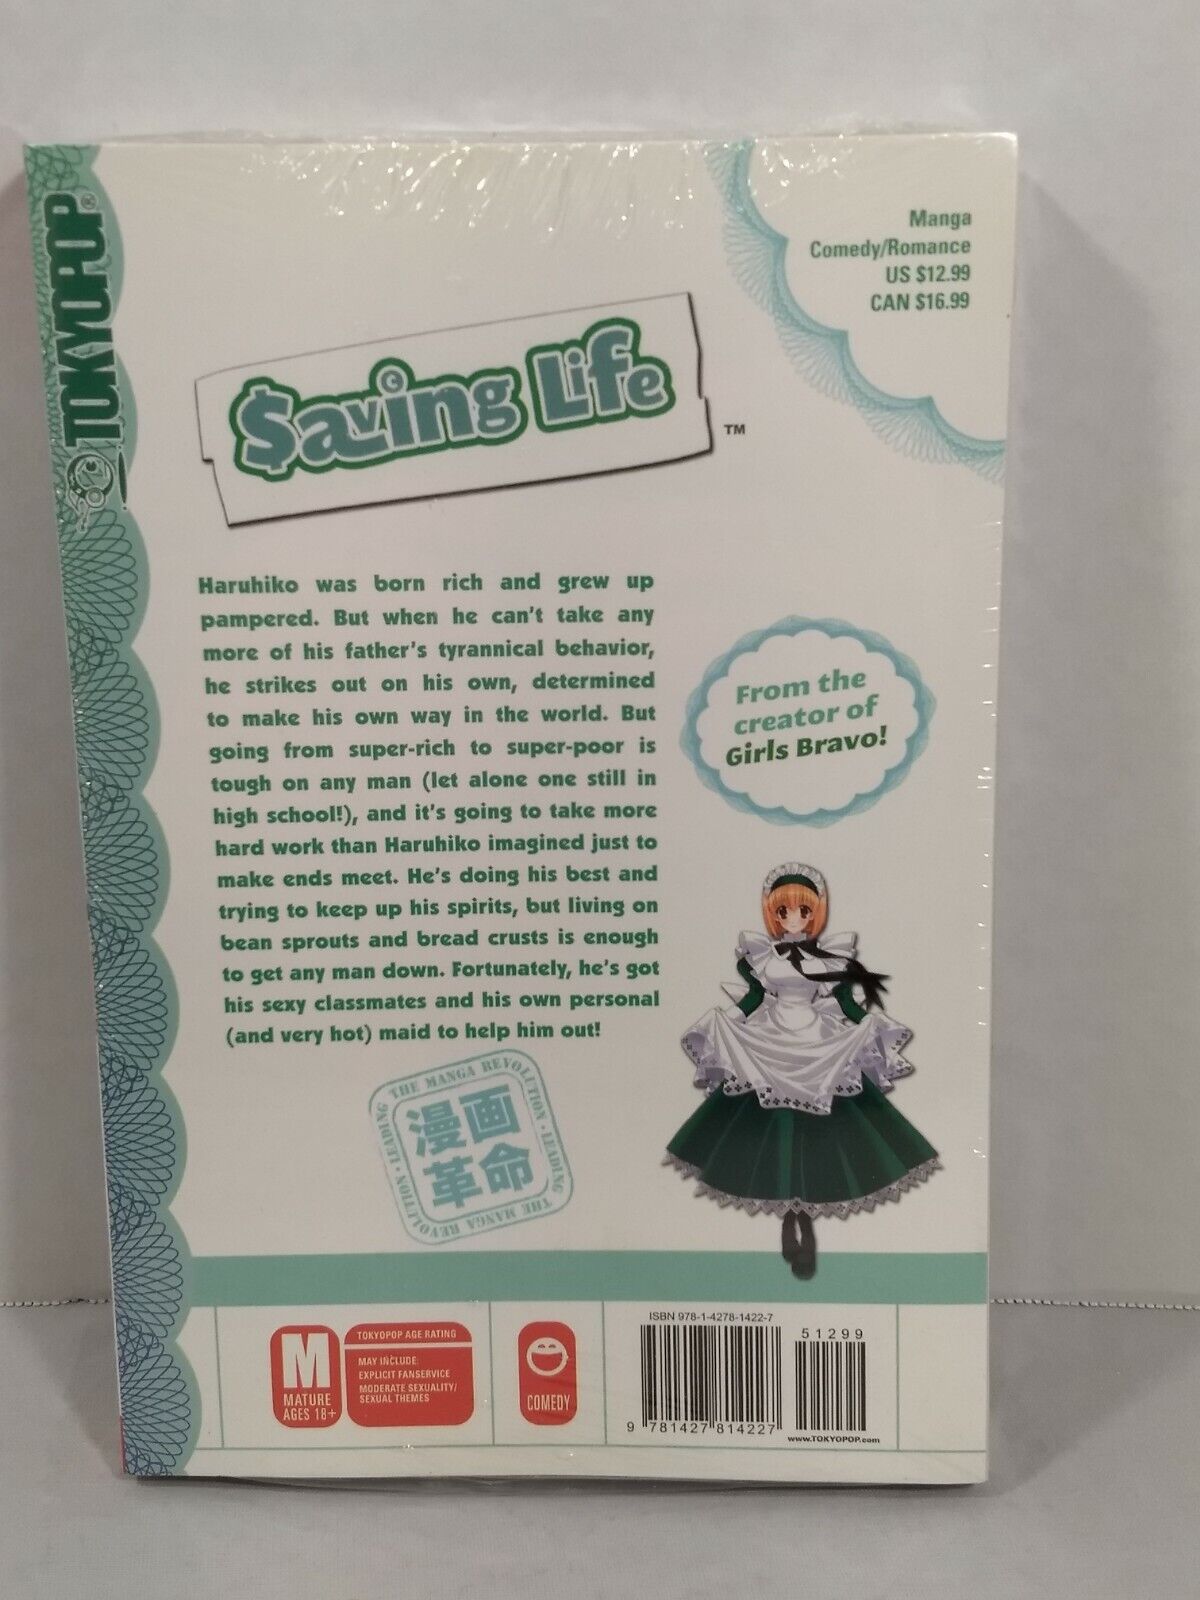 TOKYOPOP®
Manga
Comedy/Romance
US $12.99
CAN $16.99
$aving Life
TM
Haruhiko was born rich and grew up
pampered. But when he can't take any
more of his father's tyrannical behavior,
he strikes out on his own, determined
to make his own way in the world. But
going from super-rich to super-poor is
tough on any man (let alone one still in
high school!), and it's going to take more
hard work than Haruhiko imagined just to
make ends meet. He's doing his best and
trying to keep up his spirits, but living on
bean sprouts and bread crusts is enough
to get any man down. Fortunately, he's got
his sexy classmates and his own personal
(and very hot) maid to help him out!
From the
creator of
Girls Bravo!
THE MANGA REVOLUTION · LEADING THE MANGA REVOLUTION · LEADING
漫画
革命
M
MATURE
AGES 18+
TOKYOPOP AGE RATING
MAY INCLUDE:
EXPLICIT FANSERVICE
MODERATE SEXUALITY/
SEXUAL THEMES
COMEDY
ISBN 978-1-4278-1422-7
51299
9 781427 814227
www.TOKYOPOP.com